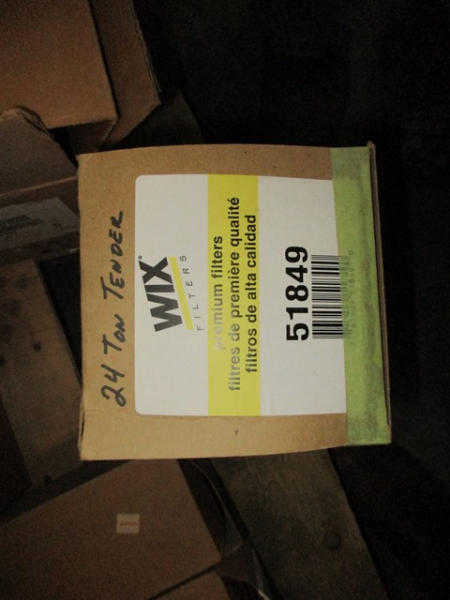 24 TON TENDER
WIX®
FILTERS
premium filters
filtres de première qualité
filtros de alta calidad
51849